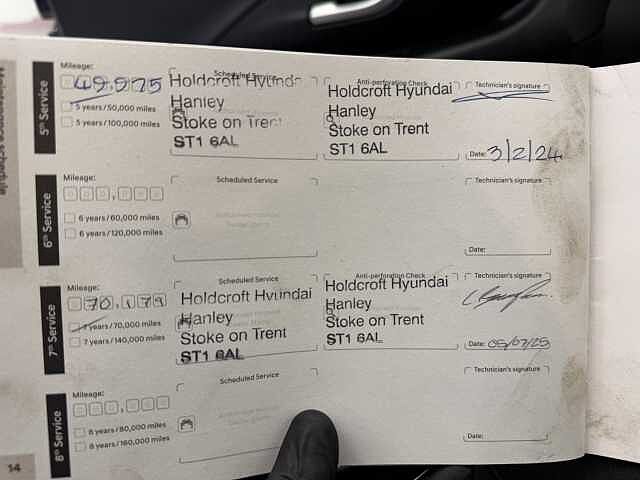 Maintenance schedule
5th Service
Mileage:
49,975
5 years/50,000 miles
5 years/100,000 miles
Scheduled Service
Holdcroft Hyundai
Hanley
Stoke on Trent
ST1 6AL
Anti-perforation Check
Holdcroft Hyundai
Hanley
Stoke on Trent
ST1 6AL
Technician's signature
Date: 3/2/24
6th Service
Mileage:
6 years/60,000 miles
6 years/120,000 miles
Scheduled Service
Technician's signature
Date:
7th Service
Mileage:
70,179
7 years/70,000 miles
7 years/140,000 miles
Scheduled Service
Holdcroft Hyundai
Hanley
Stoke on Trent
ST1 6AL
Anti-perforation Check
Holdcroft Hyundai
Hanley
Stoke on Trent
ST1 6AL
Technician's signature
Date: 05/07/25
8th Service
Mileage:
8 years/80,000 miles
8 years/160,000 miles
Scheduled Service
Technician's signature
Date:
14